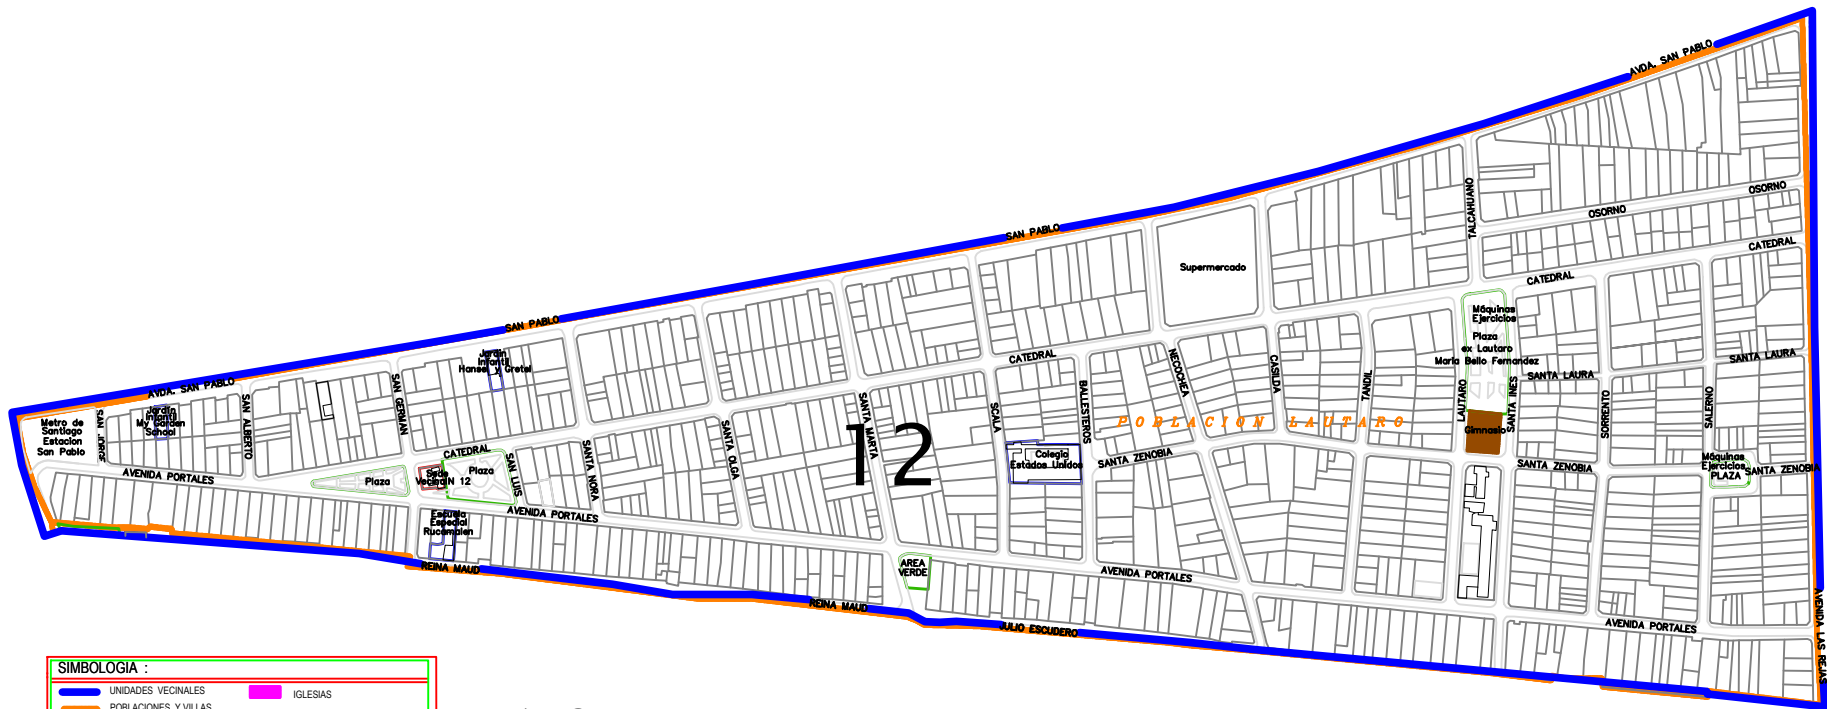 AVDA. SAN PABLO
OSORNO
OSORNO
TALCAHUANO
SAN PABLO
CATEDRAL
CATEDRAL
Supermercado
Máquinas
Ejercicios
Plaza
ex Lautaro
Maria Bello Fernandez
SAN PABLO
CATEDRAL
NECOCHEA
CASILDA
TANDIL
LAUTARO
SANTA INES
SANTA LAURA
SANTA LAURA
SORRENTO
SALERNO
Jardin
Infantil
Hansel y Gretel
AVDA. SAN PABLO
SAN GERMAN
SAN ALBERTO
SAN JORGE
Jardin
Infantil
My Garden
School
Metro de
Santiago
Estacion
San Pablo
SANTA MARTA
SCALA
BALLESTEROS
POBLACION LAUTARO
Gimnasio
12
SANTA OLGA
SANTA NORA
SAN LUIS
CATEDRAL
Plaza
Plaza
Sede
Vecinal N 12
AVENIDA PORTALES
Colegio
Estados Unidos
SANTA ZENOBIA
SANTA ZENOBIA
SANTA ZENOBIA
Máquinas
Ejercicios
PLAZA
AVENIDA PORTALES
Escuela
Especial
Rucamalen
REINA MAUD
AREA
VERDE
AVENIDA PORTALES
REINA MAUD
JULIO ESCUDERO
AVENIDA PORTALES
AVENIDA LAS REJAS
SIMBOLOGIA :
UNIDADES VECINALES
IGLESIAS
POBLACIONES Y VILLAS